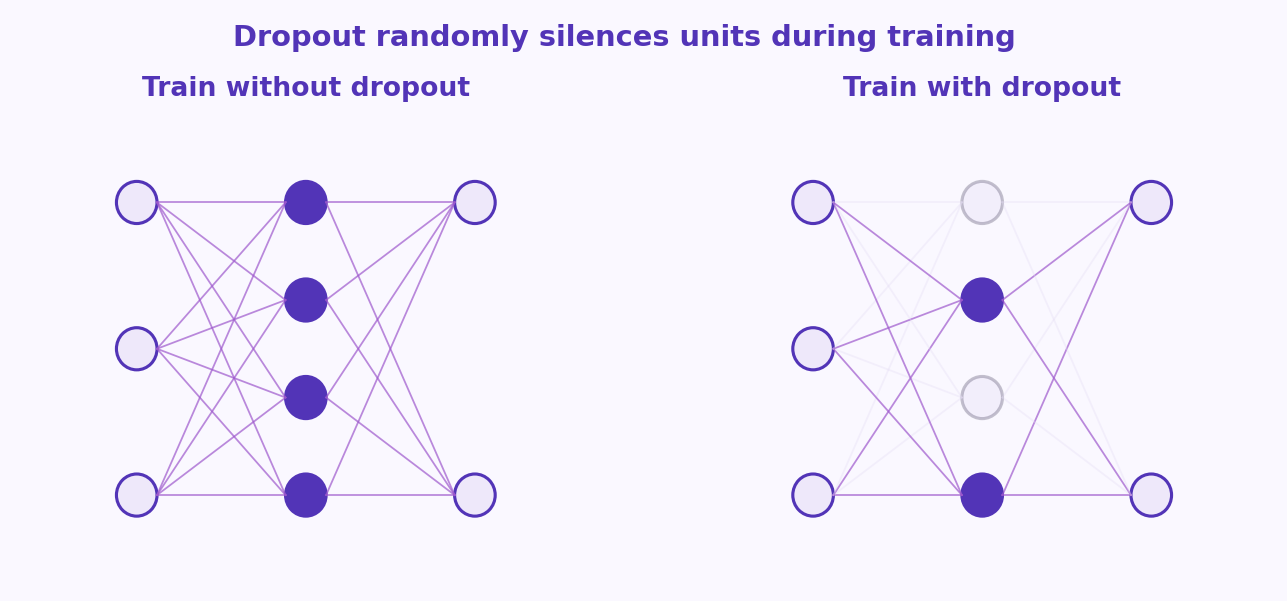 Dropout randomly silences units during training
Train without dropout
Train with dropout